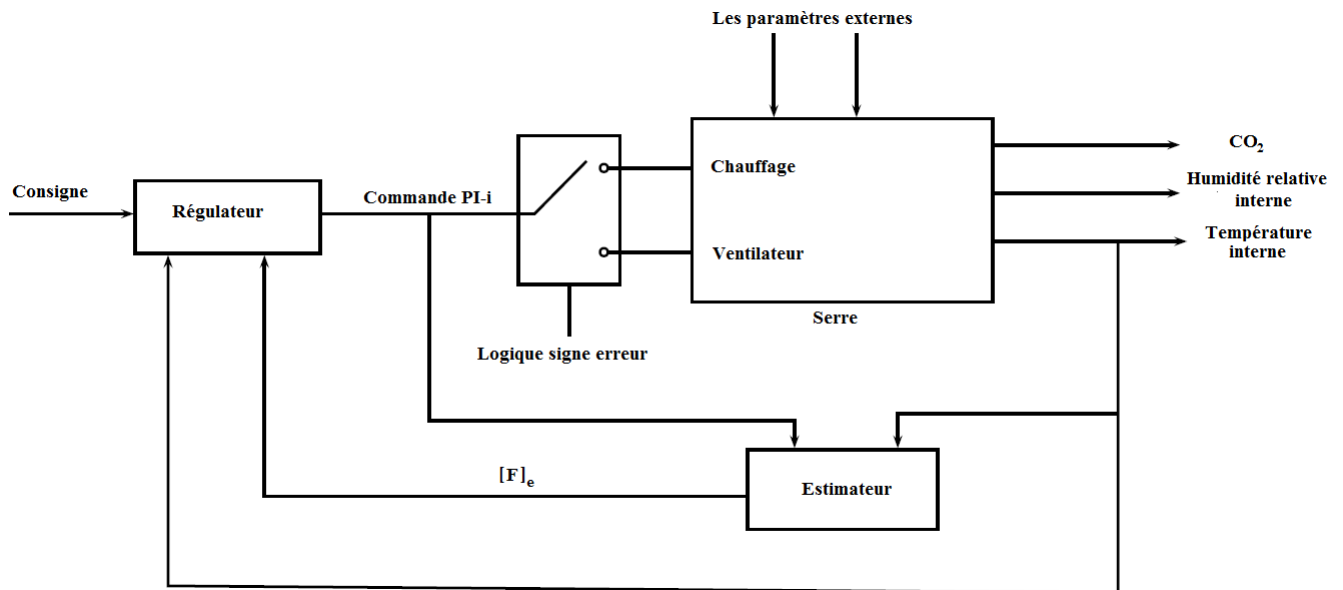 Les paramètres externes
CO₂
Chauffage
Humidité relative
interne
Consigne
Commande PI-i
Régulateur
Température
interne
Ventilateur
Serre
Logique signe erreur
[F]ₑ
Estimateur